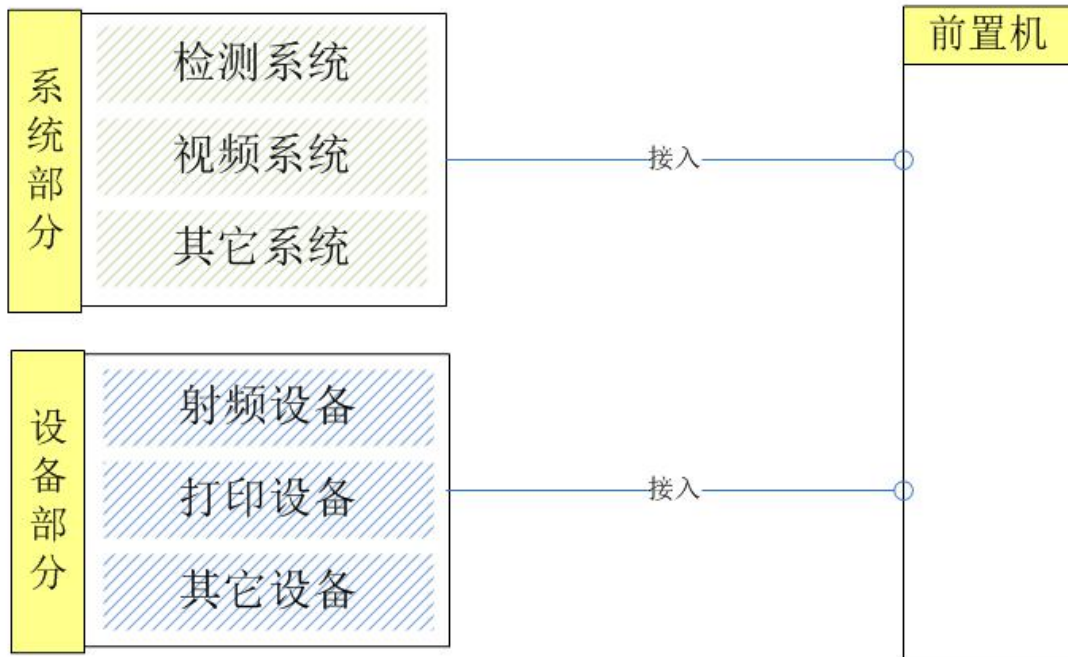 系统部分
检测系统
视频系统
其它系统
接入
前置机
设备部分
射频设备
打印设备
其它设备
接入